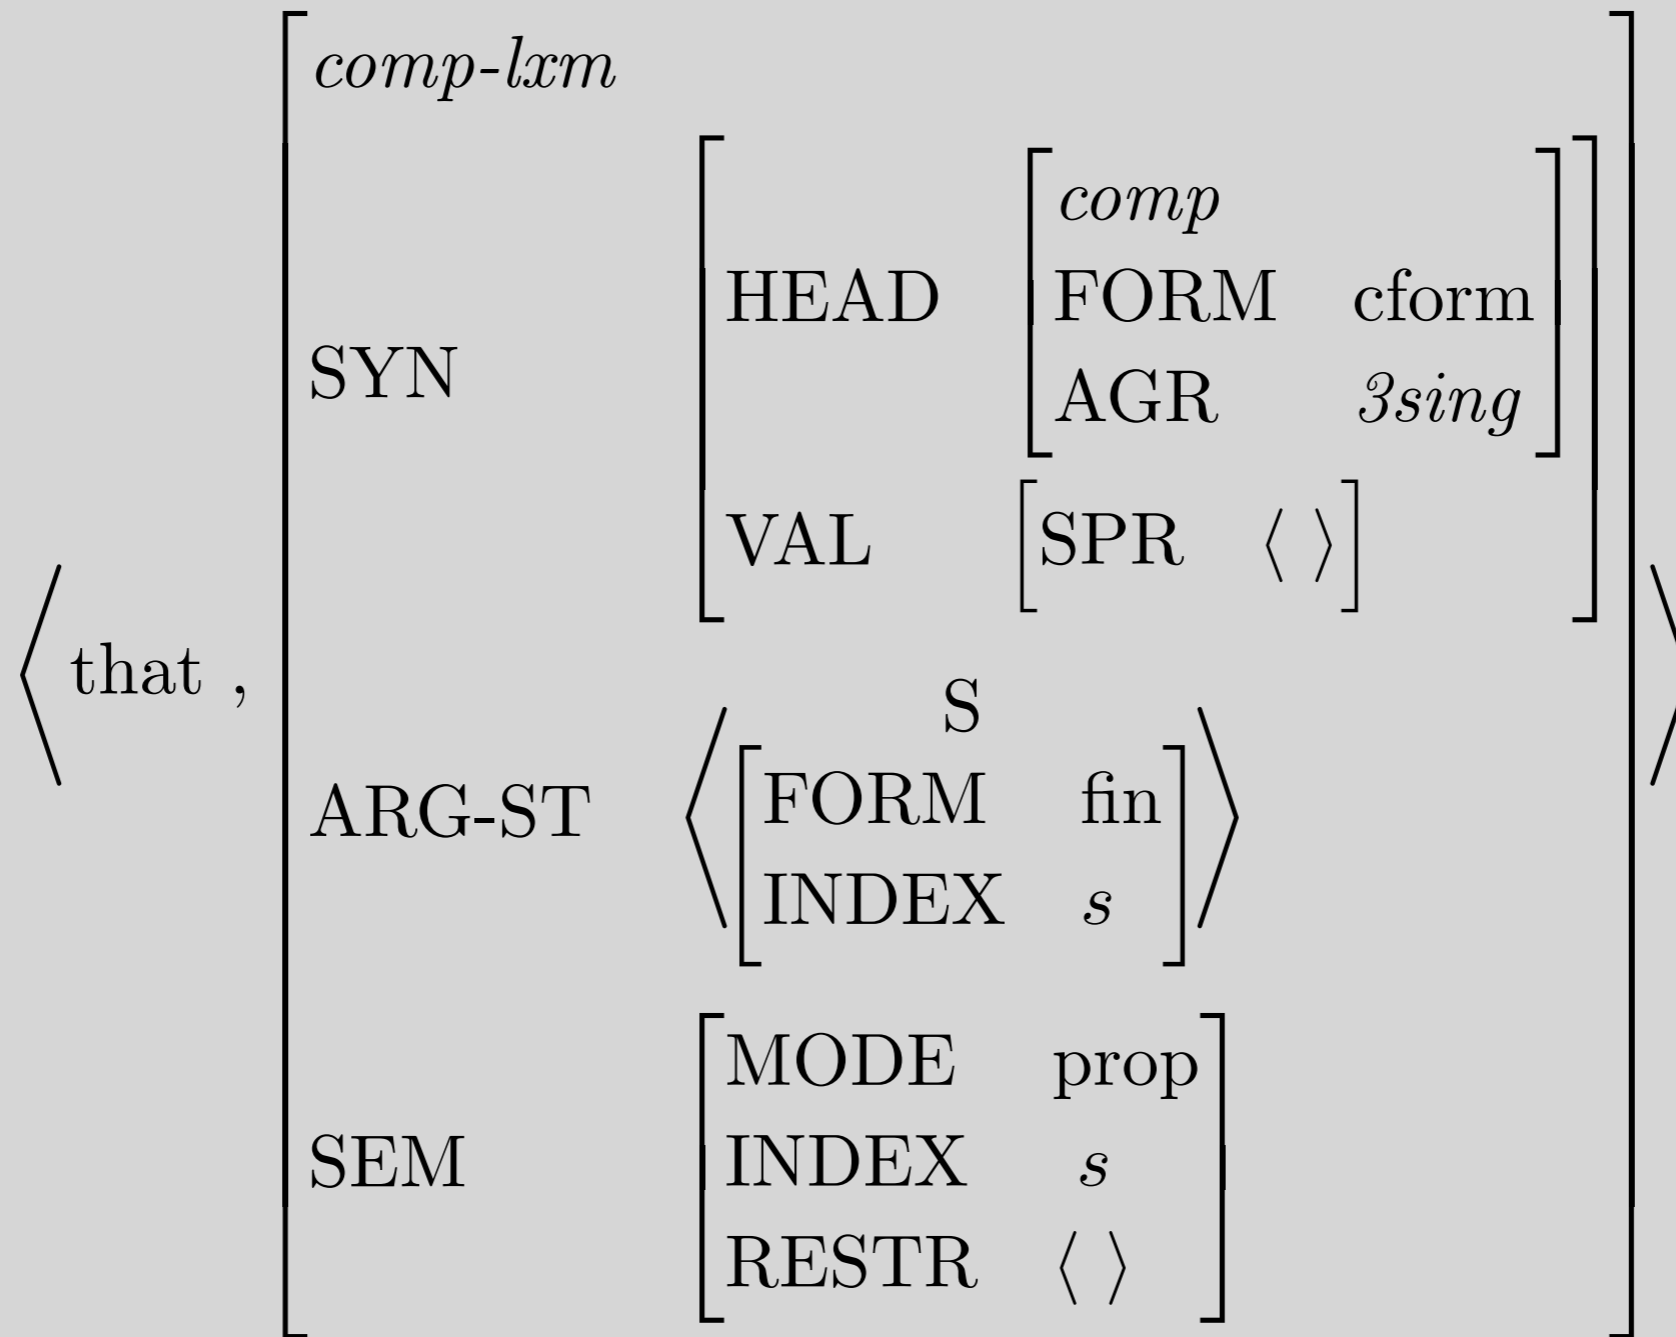 comp-lxm
comp
HEAD FORM cform
SYN AGR 3sing
VAL [SPR ⟨ ⟩]
⟨that ,
S
ARG-ST ⟨[FORM fin
INDEX s]⟩
MODE prop
SEM INDEX s
RESTR ⟨ ⟩